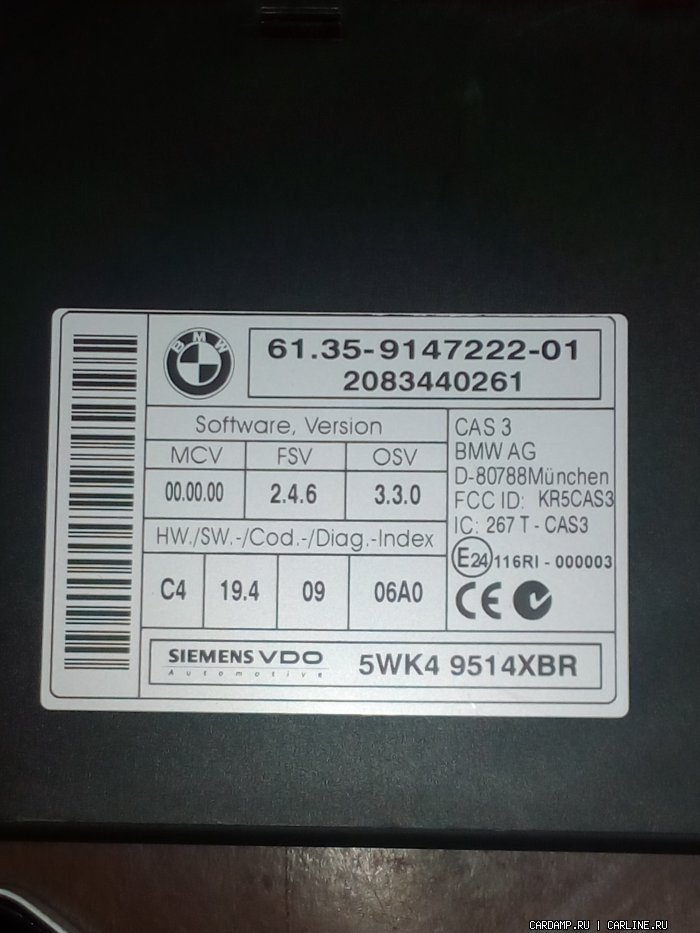 BMW
61.35-9147222-01
2083440261
Software, Version
MCV FSV OSV
00.00.00 2.4.6 3.3.0
HW./SW.-/Cod.-/Diag.-Index
C4 19.4 09 06A0
CAS 3
BMW AG
D-80788München
FCC ID: KR5CAS3
IC: 267 T - CAS3
E24 116RI - 000003
CE
SIEMENS VDO
Automotive
5WK4 9514XBR
CARDAMP.RU | CARLINE.RU